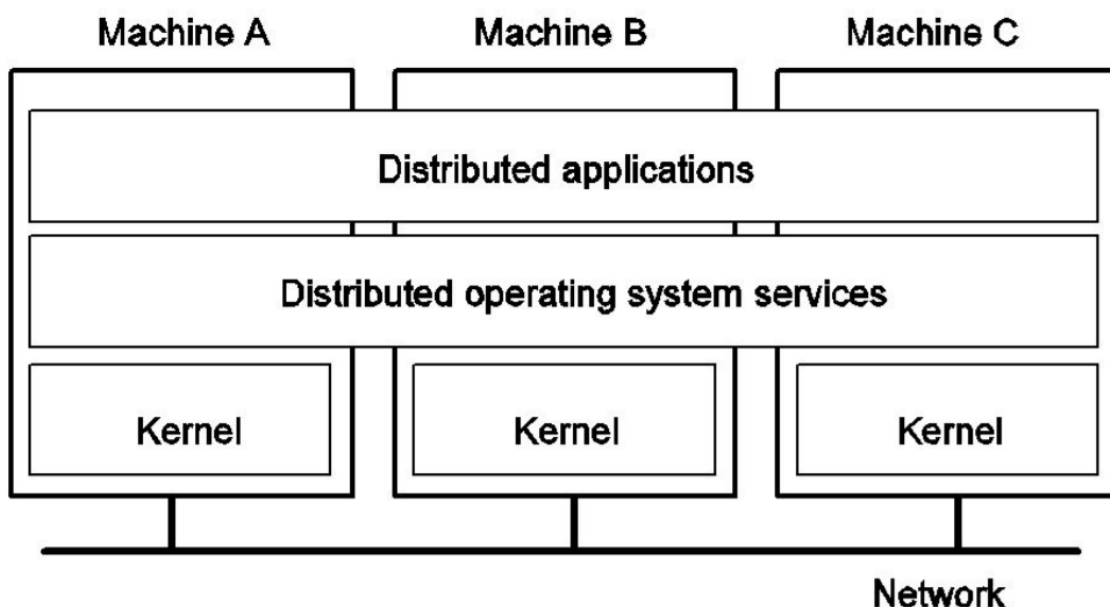 Machine A
Machine B
Machine C
Distributed applications
Distributed operating system services
Kernel
Kernel
Kernel
Network